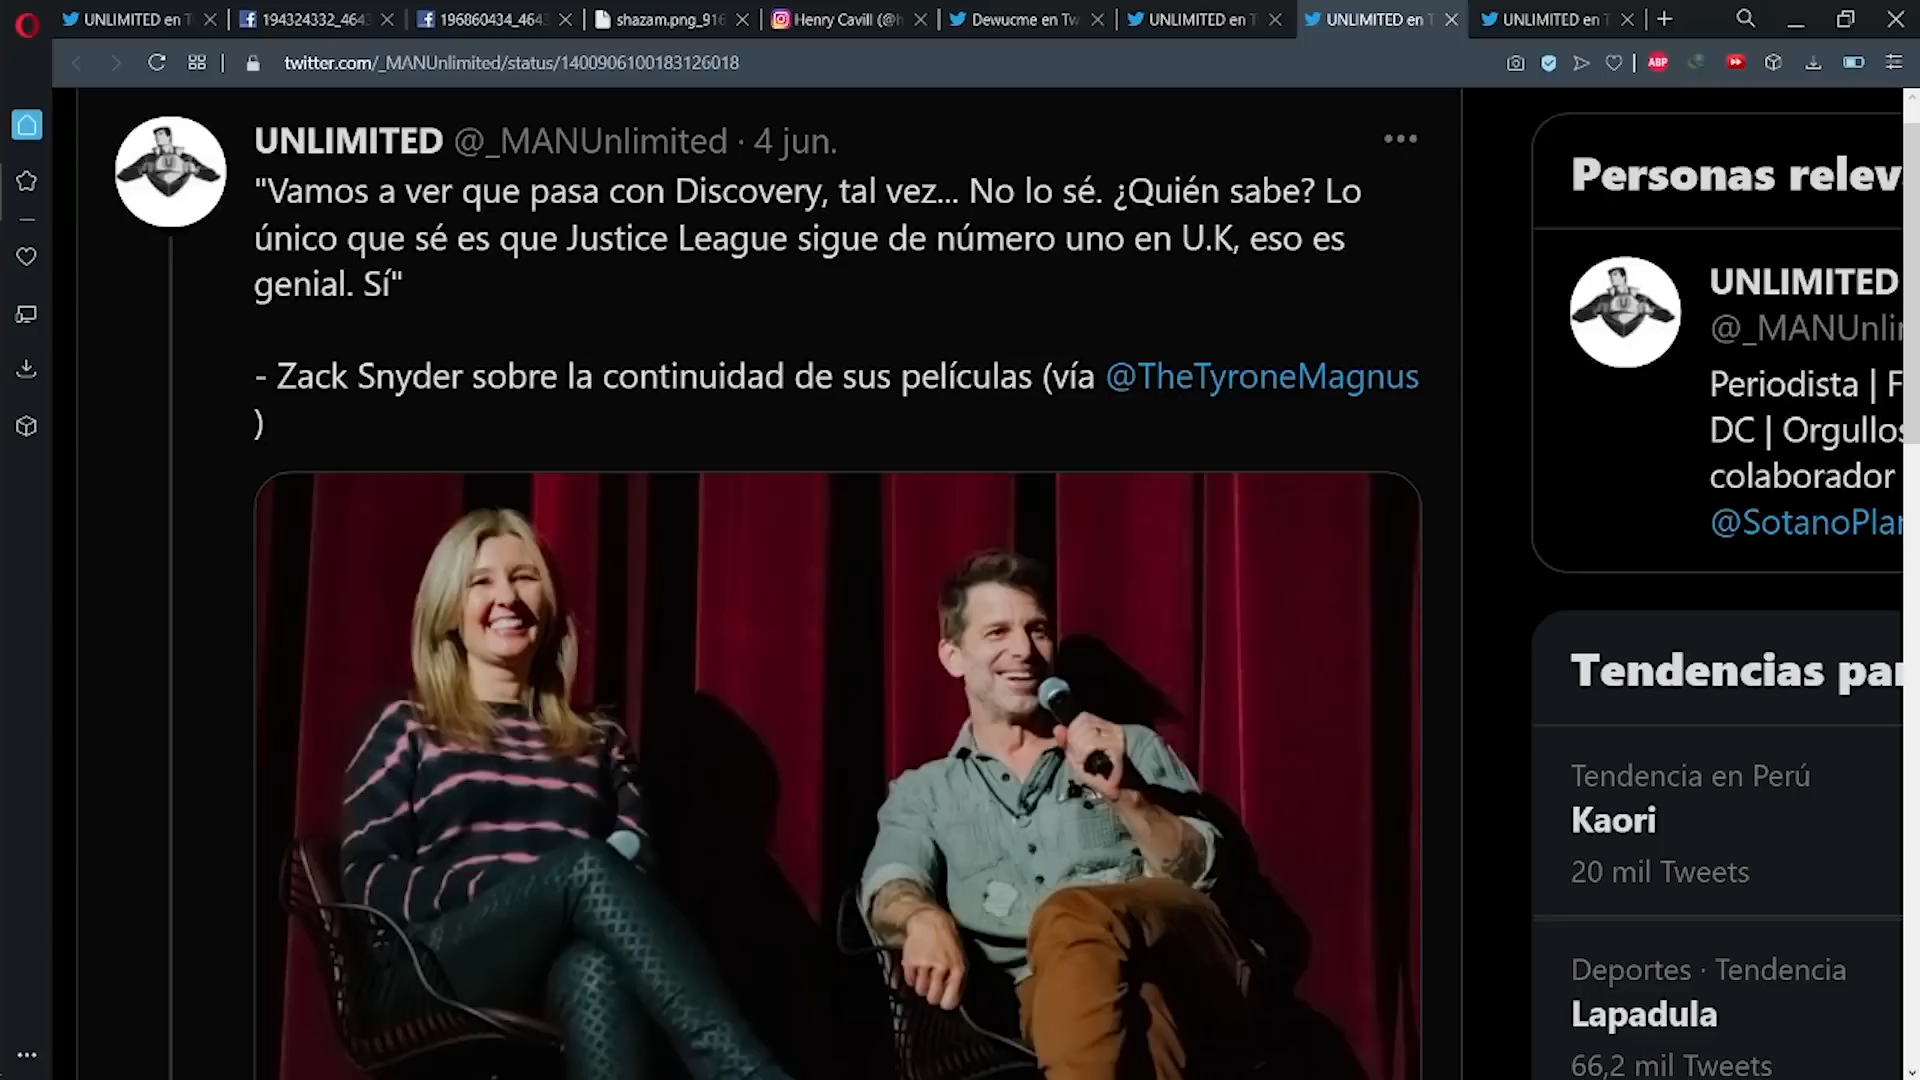 UNLIMITED en T
194324332_4643
196860434_4643
shazam.png_916
Henry Cavill (@h
Dewucme en Tw
UNLIMITED en T
UNLIMITED en T
UNLIMITED en T
twitter.com/_MANUnlimited/status/1400906100183126018
ABP
UNLIMITED @_MANUnlimited · 4 jun.
"Vamos a ver que pasa con Discovery, tal vez... No lo sé. ¿Quién sabe? Lo
único que sé es que Justice League sigue de número uno en U.K, eso es
genial. Sí"
- Zack Snyder sobre la continuidad de sus películas (vía @TheTyroneMagnus
)
Personas relev
UNLIMITED
@_MANUnli
Periodista | F
DC | Orgullos
colaborador
@SotanoPla
Tendencias pa
Tendencia en Perú
Kaori
20 mil Tweets
Deportes · Tendencia
Lapadula
66,2 mil Tweets